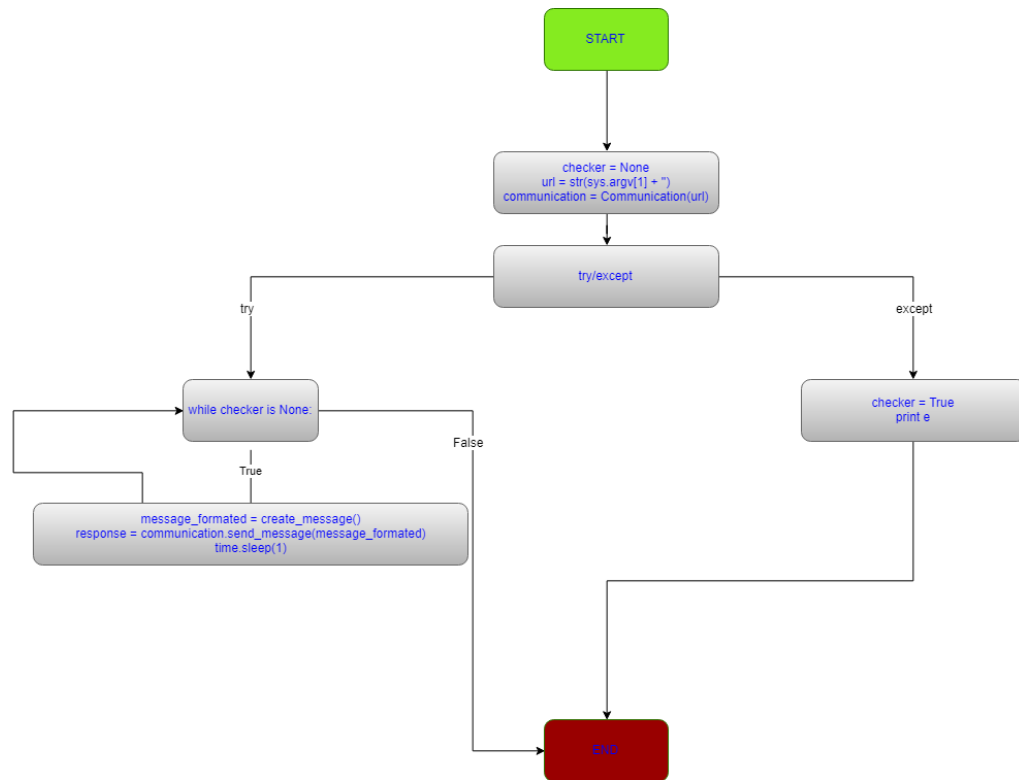 START
checker = None
url = str(sys.argv[1] + '')
communication = Communication(url)
try/except
try
except
while checker is None:
checker = True
print e
False
True
message_formated = create_message()
response = communication.send_message(message_formated)
time.sleep(1)
END